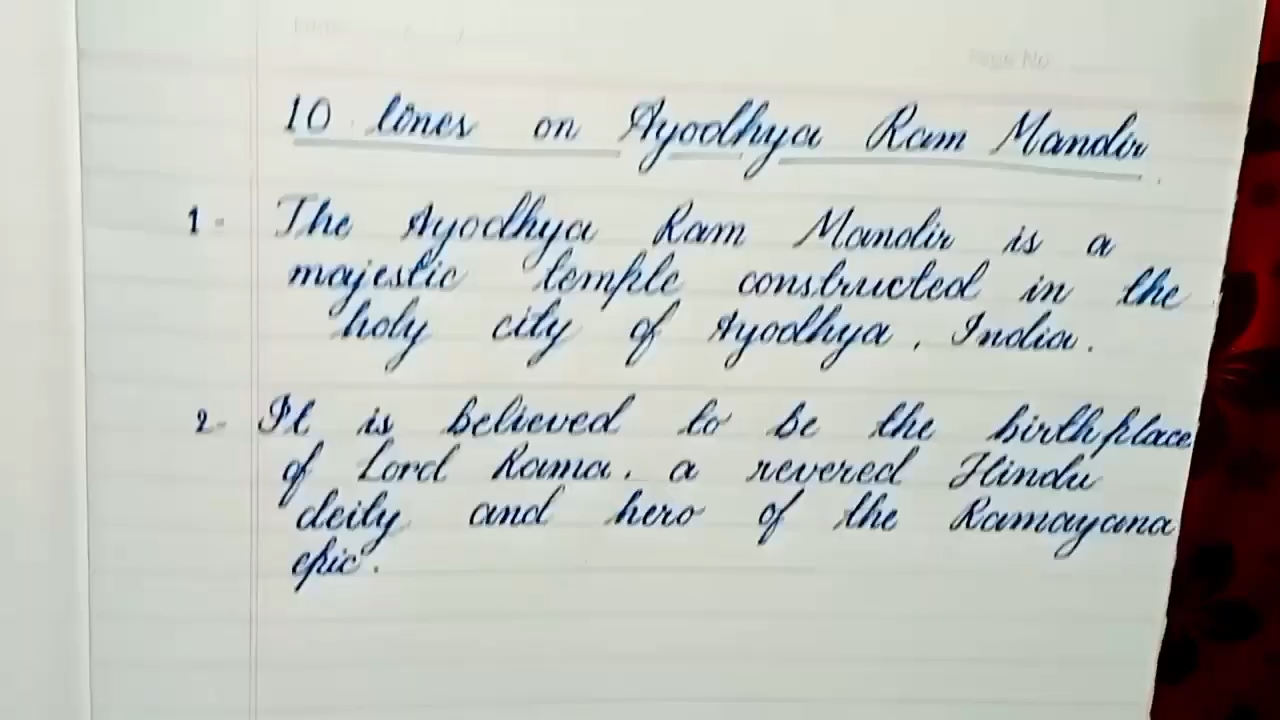 Page No
10 lines on Ayodhya Ram Mandir
1- The Ayodhya Ram Mandir is a
majestic temple constructed in the
holy city of Ayodhya, India.
2- It is believed to be the birthplace
of Lord Rama, a revered Hindu
deity and hero of the Ramayana
epic.